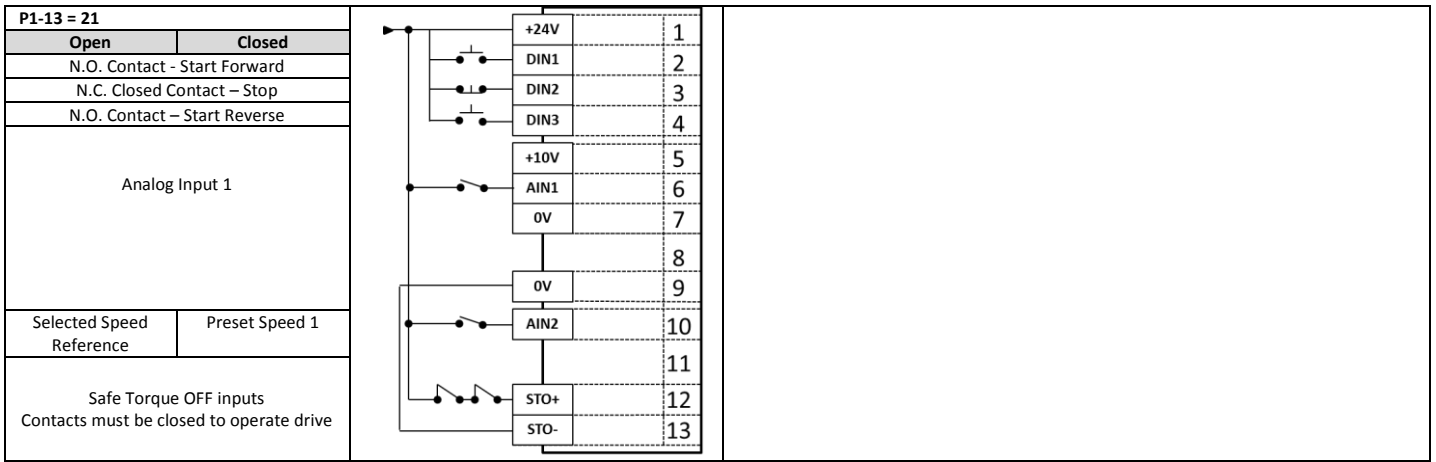 P1-13 = 21
Open Closed
N.O. Contact - Start Forward
N.C. Closed Contact – Stop
N.O. Contact – Start Reverse
Analog Input 1
Selected Speed Reference
Preset Speed 1
Safe Torque OFF inputs
Contacts must be closed to operate drive
+24V 1
DIN1 2
DIN2 3
DIN3 4
+10V 5
AIN1 6
0V 7
8
0V 9
AIN2 10
11
STO+ 12
STO- 13